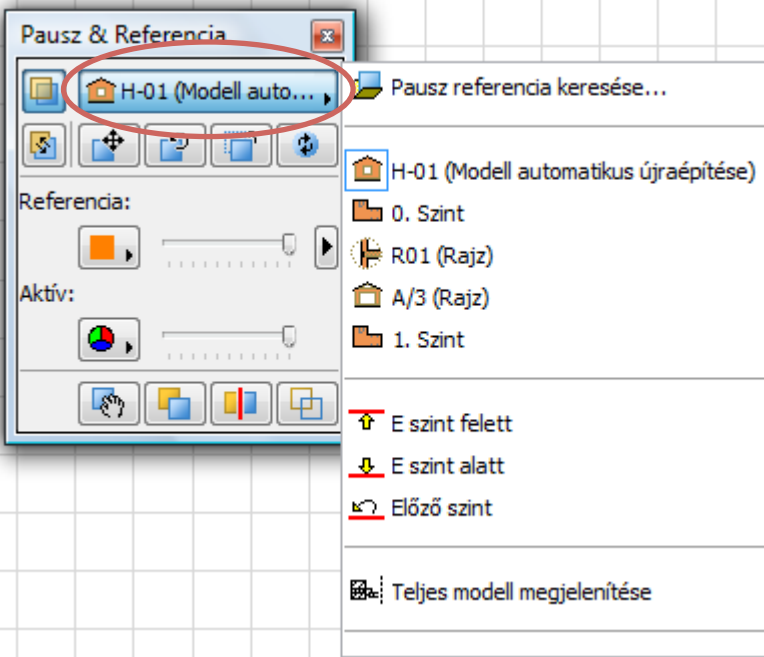 Pausz & Referencia
H-01 (Modell auto...
Referencia:
Aktív:
Pausz referencia keresése...
H-01 (Modell automatikus újraépítése)
0. Szint
R01 (Rajz)
A/3 (Rajz)
1. Szint
E szint felett
E szint alatt
Előző szint
Teljes modell megjelenítése